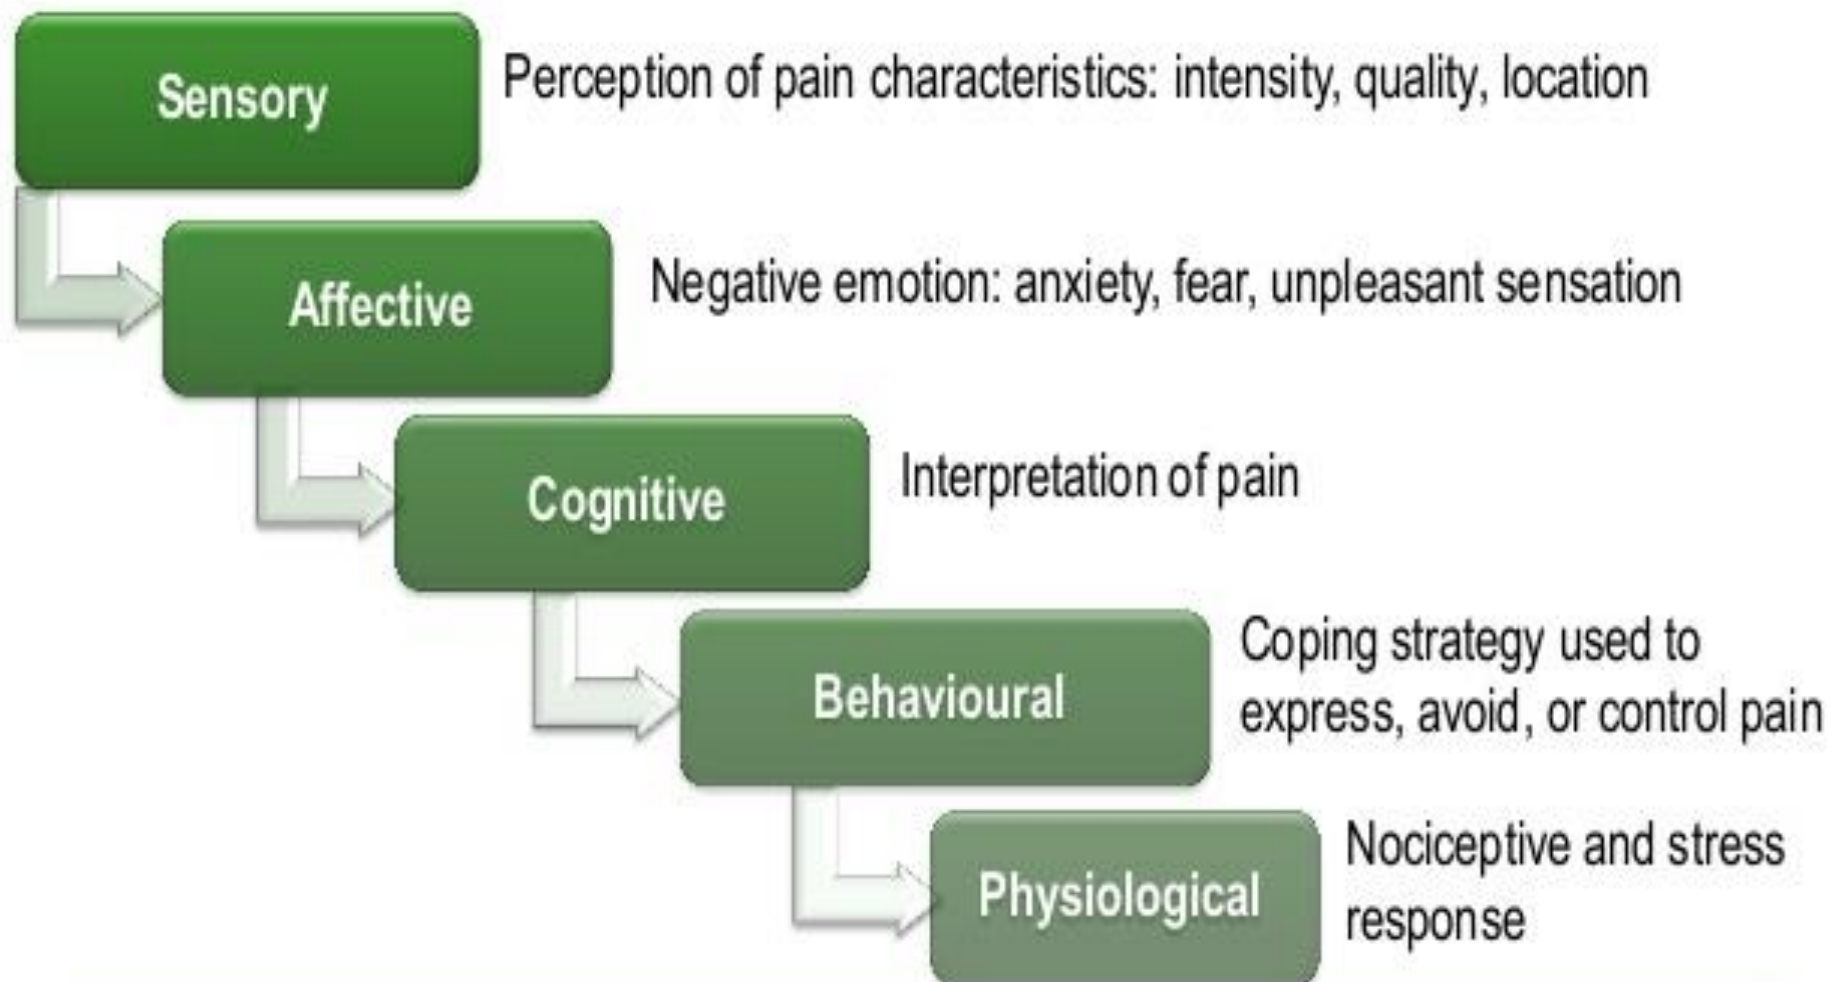 Sensory
Perception of pain characteristics: intensity, quality, location
Affective
Negative emotion: anxiety, fear, unpleasant sensation
Cognitive
Interpretation of pain
Behavioural
Coping strategy used to
express, avoid, or control pain
Physiological
Nociceptive and stress
response